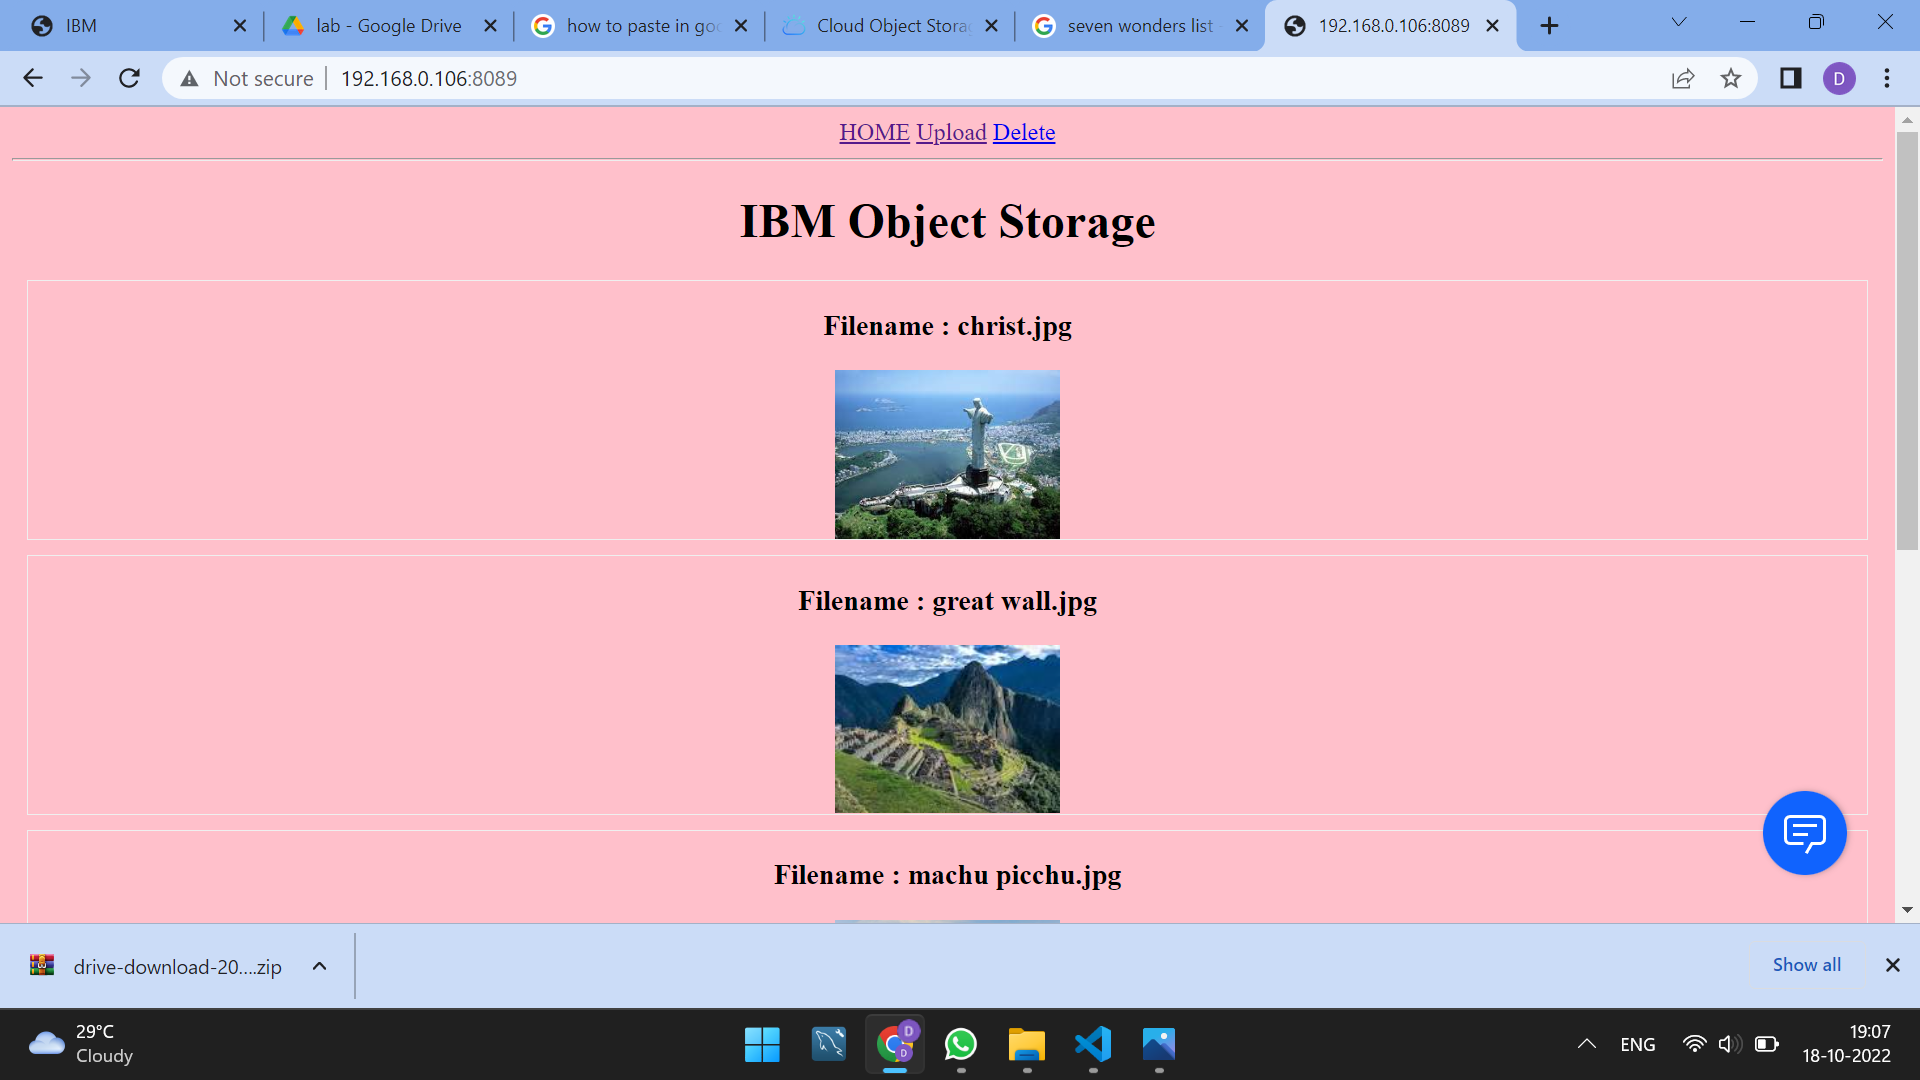 IBM
lab - Google Drive
how to paste in goo
Cloud Object Storag
seven wonders list -
192.168.0.106:8089
Not secure
192.168.0.106:8089
D
HOME Upload Delete
IBM Object Storage
Filename : christ.jpg
Filename : great wall.jpg
Filename : machu picchu.jpg
drive-download-20....zip
Show all
29°C
Cloudy
D
D
ENG
19:07
18-10-2022